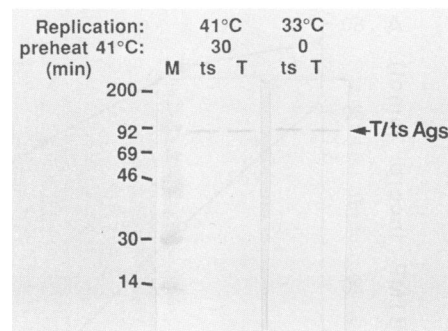 Replication: 41°C 33°C
preheat 41°C: 30 0
(min) M ts T ts T
200
92
T/ts Ags
69
46
30
14